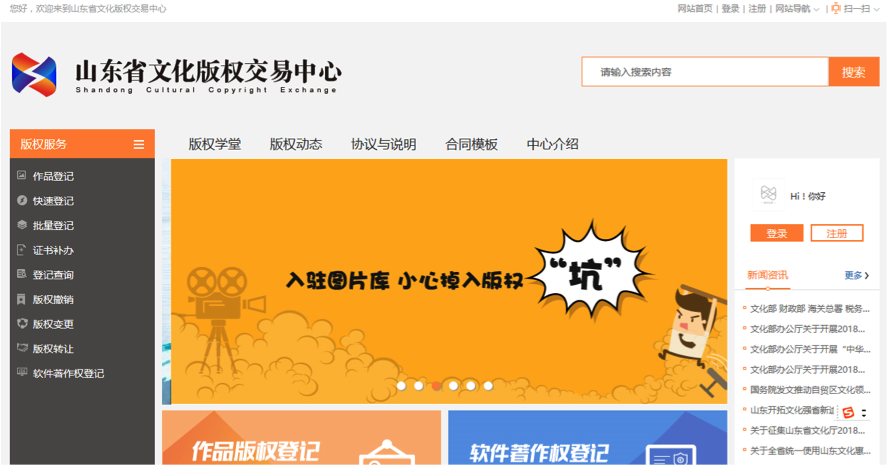 您好，欢迎来到山东省文化版权交易中心
网站首页 | 登录 | 注册 | 网站导航 | 扫一扫
山东省文化版权交易中心
Shandong Cultural Copyright Exchange
请输入搜索内容
搜索
版权服务
版权学堂 版权动态 协议与说明 合同模板 中心介绍
作品登记
快速登记
批量登记
证书补办
登记查询
版权撤销
版权变更
版权转让
软件著作权登记
入驻图片库 小心掉入版权“坑”
Hi！你好
登录 注册
新闻资讯 更多
文化部 财政部 海关总署 税务...
文化部办公厅关于开展2018...
文化部办公厅关于开展“中华...
文化部办公厅关于开展2018...
国务院发文推动自贸区文化领...
山东开拓文化强省新
关于征集山东省文化厅2018...
关于全省统一使用山东文化惠...
作品版权登记
软件著作权登记